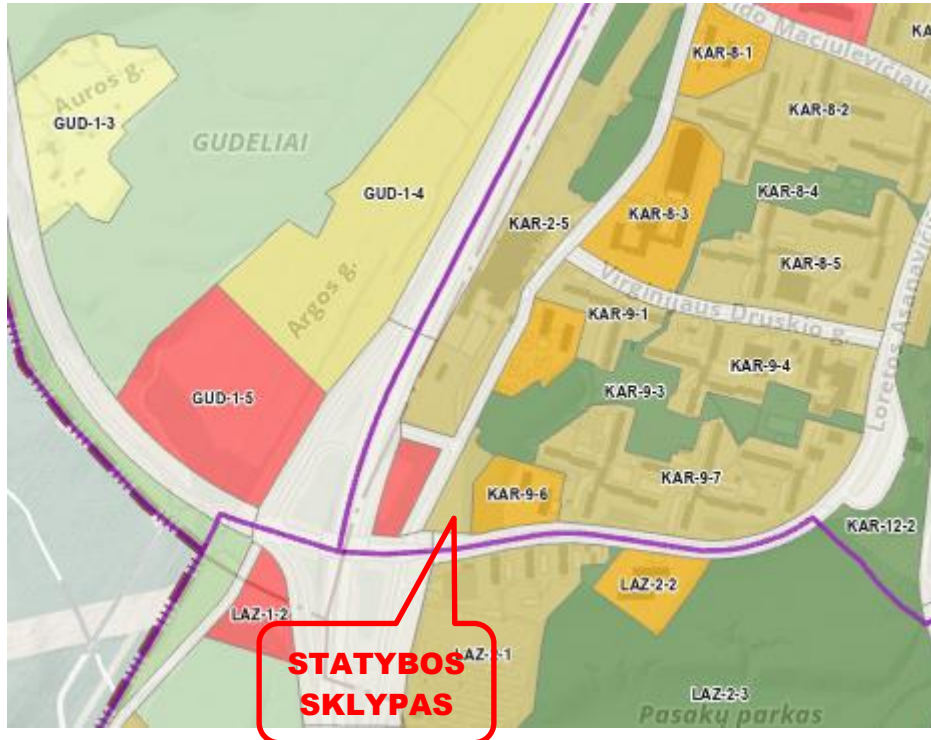 KAR-8-1
Auros g.
KAR-8-2
GUD-1-3
GUDELIAI
GUD-1-4
KAR-8-4
KAR-8-3
KAR-2-5
KAR-8-5
Argos g.
Virginijaus Druskio g.
KAR-9-1
KAR-9-4
GUD-1-5
KAR-9-3
KAR-9-6
KAR-9-7
KAR-12-2
LAZ-2-2
LAZ-1-2
LAZ-2-1
STATYBOS
SKLYPAS
LAZ-2-3
Pasakų parkas